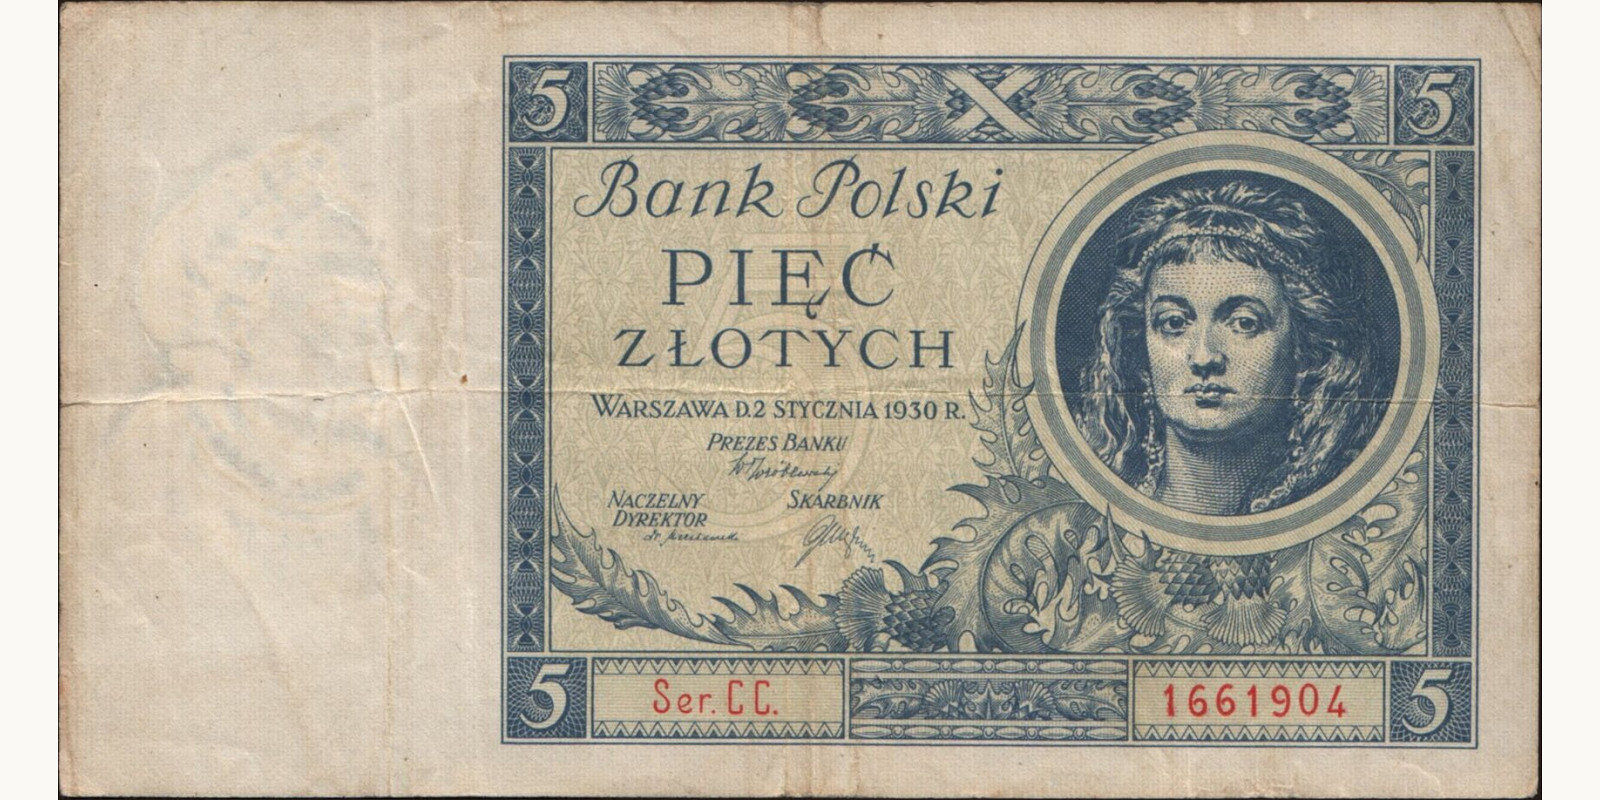 5 5
Bank Polski
PIĘĆ
ZŁOTYCH
WARSZAWA D. 2 STYCZNIA 1930 R.
PREZES BANKU
NACZELNY SKARBNIK
DYREKTOR
5 Ser. CC. 1661904 5